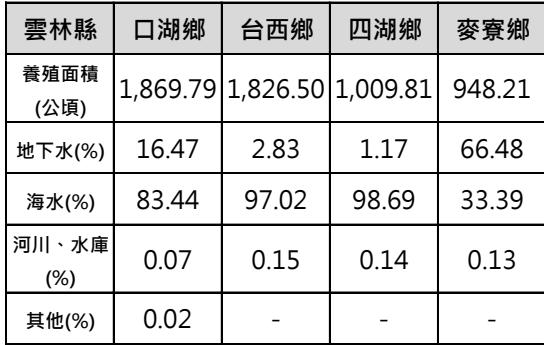 雲林縣 口湖鄉 台西鄉 四湖鄉 麥寮鄉
養殖面積
(公頃) 1,869.79 1,826.50 1,009.81 948.21
地下水(%) 16.47 2.83 1.17 66.48
海水(%) 83.44 97.02 98.69 33.39
河川、水庫
(%) 0.07 0.15 0.14 0.13
其他(%) 0.02 - - -